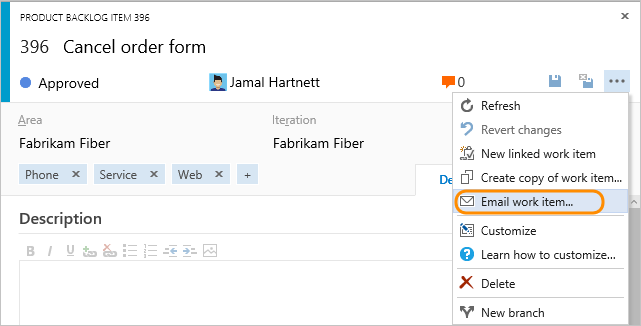 PRODUCT BACKLOG ITEM 396
396 Cancel order form
Approved
Jamal Hartnett
0
Area
Iteration
Fabrikam Fiber
Fabrikam Fiber
Phone
Service
Web
+
De
Description
B I U
Refresh
Revert changes
New linked work item
Create copy of work item...
Email work item...
Customize
Learn how to customize...
Delete
New branch